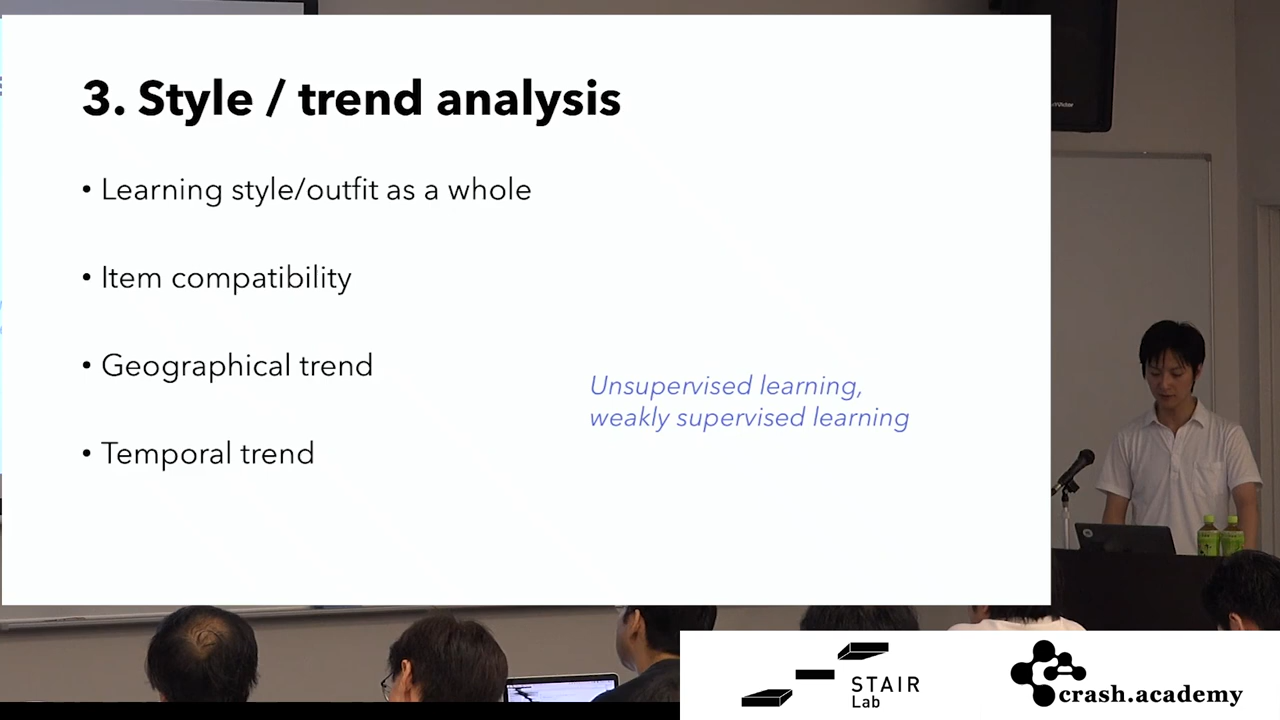 3. Style / trend analysis
• Learning style/outfit as a whole
• Item compatibility
• Geographical trend
• Temporal trend
Unsupervised learning,
weakly supervised learning
STAIR
Lab
crash.academy